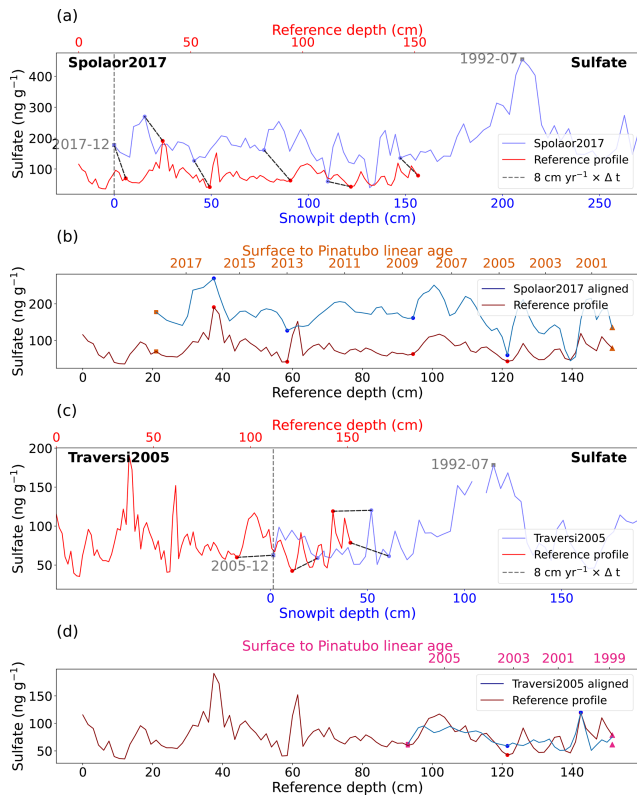 (a)
Reference depth (cm)
0 50 100 150
Spolaor2017
1992-07
Sulfate
Sulfate (ng g⁻¹)
400
300
200
100
2017-12
Spolaor2017
Reference profile
8 cm yr⁻¹ × Δ t
0 50 100 150 200 250
Snowpit depth (cm)
(b)
Surface to Pinatubo linear age
2017 2015 2013 2011 2009 2007 2005 2003 2001
Sulfate (ng g⁻¹)
200
100
Spolaor2017 aligned
Reference profile
0 20 40 60 80 100 120 140
Reference depth (cm)
(c)
Reference depth (cm)
0 50 100 150
Traversi2005
1992-07
Sulfate
Sulfate (ng g⁻¹)
200
150
100
50
2005-12
Traversi2005
Reference profile
8 cm yr⁻¹ × Δ t
0 50 100 150
Snowpit depth (cm)
(d)
Surface to Pinatubo linear age
2005 2003 2001 1999
Sulfate (ng g⁻¹)
150
100
50
Traversi2005 aligned
Reference profile
0 20 40 60 80 100 120 140
Reference depth (cm)